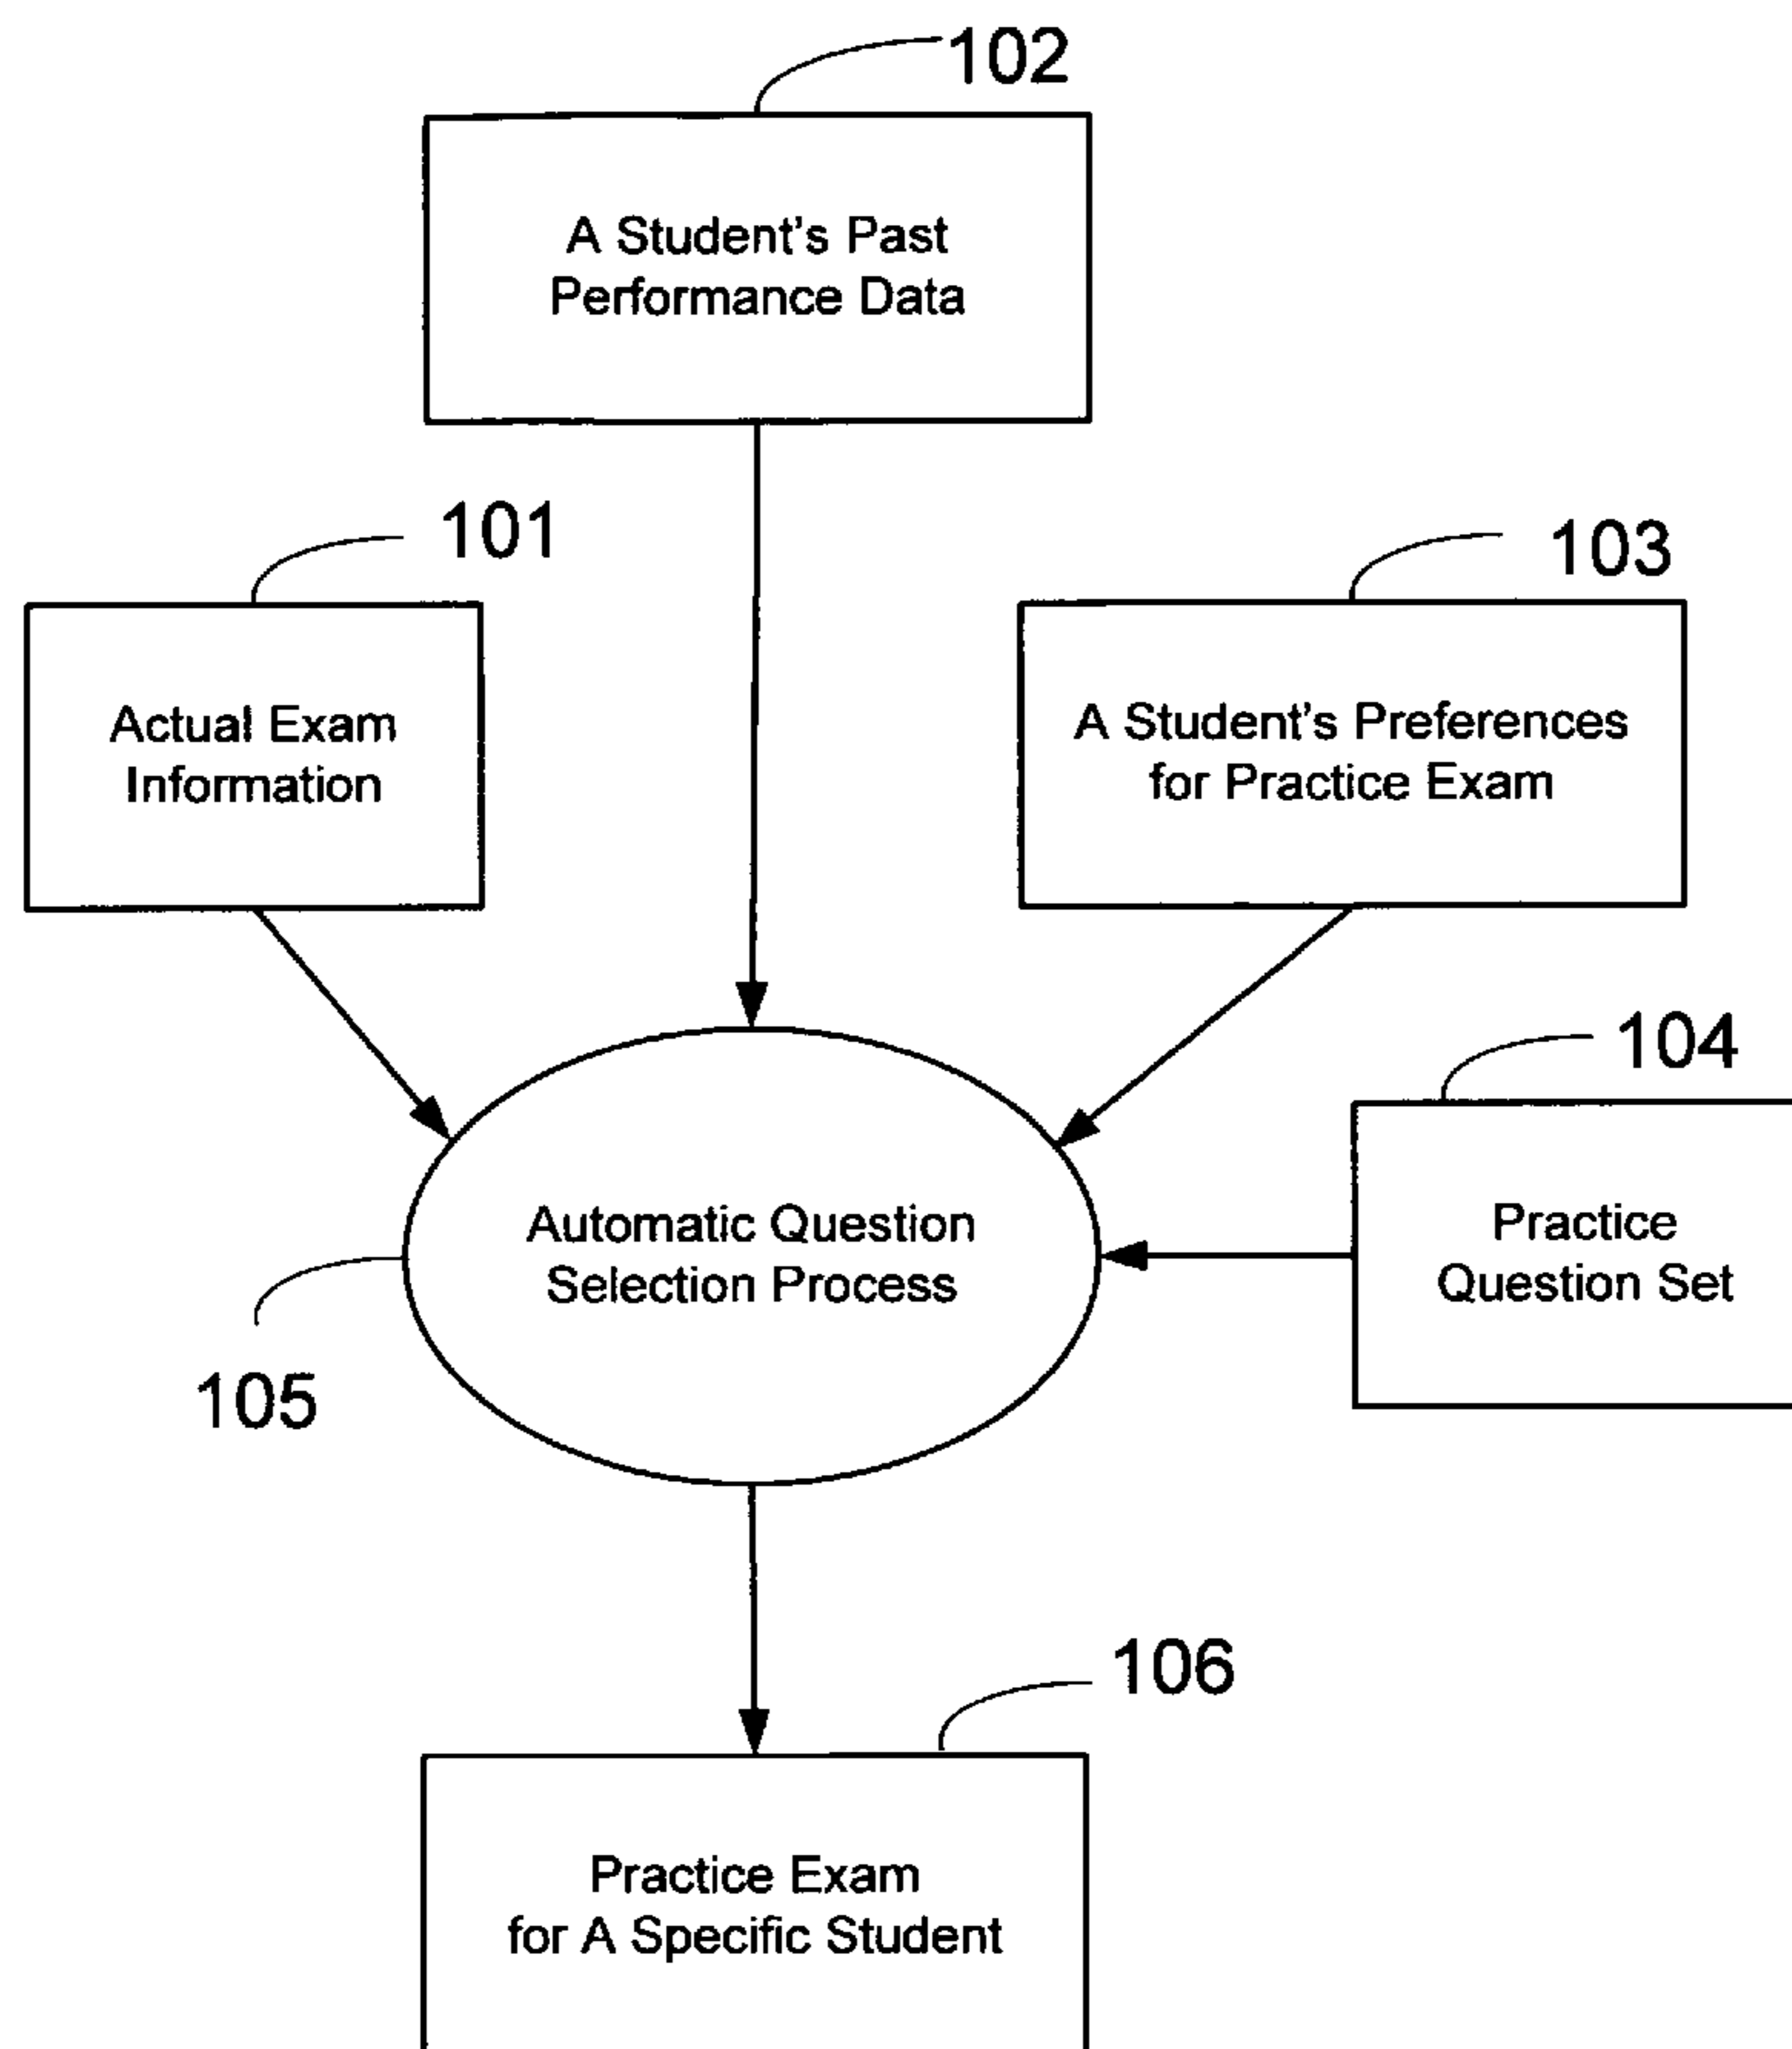 102
A Student's Past
Performance Data
101
103
Actual Exam
Information
A Student's Preferences
for Practice Exam
104
Automatic Question
Selection Process
Practice
Question Set
105
106
Practice Exam
for A Specific Student